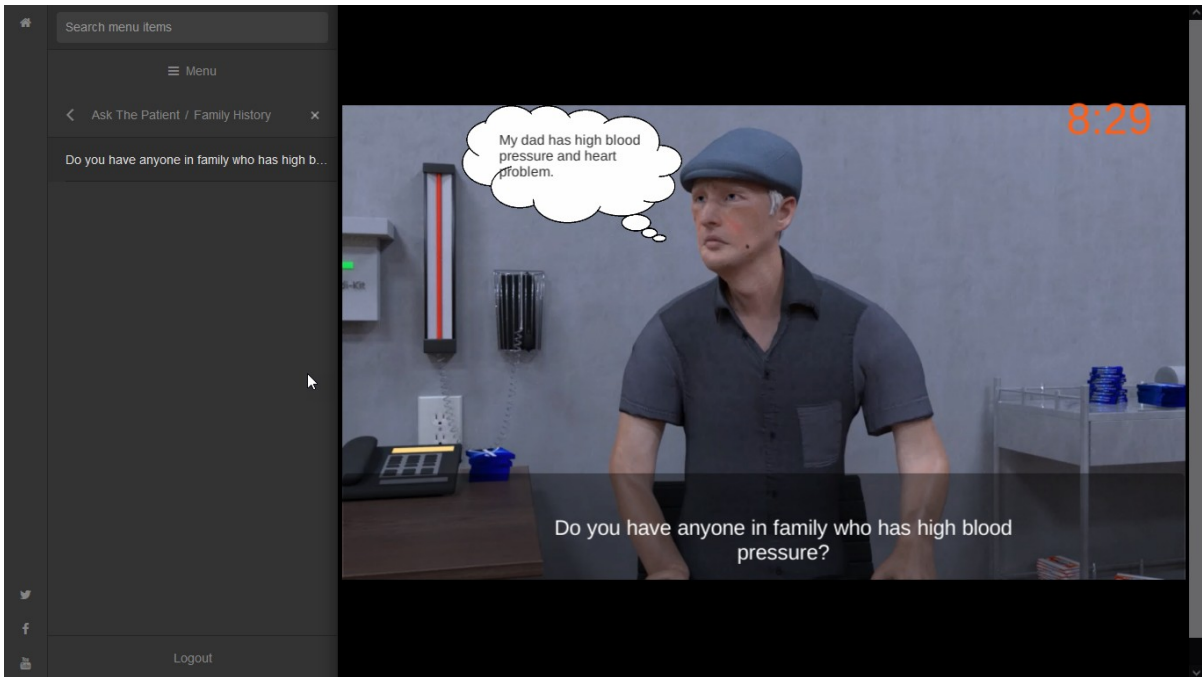 Search menu items
Menu
Ask The Patient / Family History
Do you have anyone in family who has high b...
Logout
My dad has high blood
pressure and heart
problem.
8:29
Do you have anyone in family who has high blood
pressure?